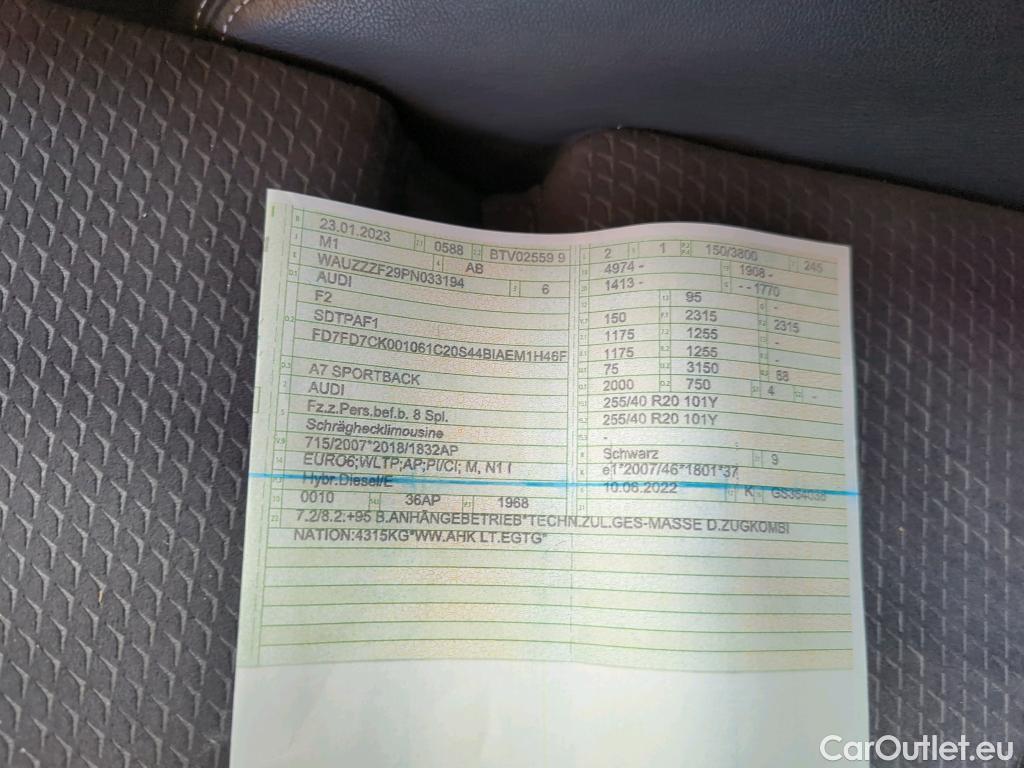 23.01.2023 0588 BTV02559 9
M1 AB
WAUZZZF29PN033194 6
AUDI
F2
SDTPAF1
FD7FD7CK001061C20S44BIAEM1H46F
A7 SPORTBACK
AUDI
Fz.z.Pers.bef.b. 8 Spl.
Schräghecklimousine
715/2007*2018/1832AP
EURO6;WLTP;AP;PI/CI; M, N1 I
Hybr.Diesel/E
0010 36AP 1968
7.2/8.2.:+95 B.ANHÄNGEBETRIEB*TECHN.ZUL.GES-MASSE D.ZUGKOMBI
NATION:4315KG*WW.AHK LT.EGTG*
2 1 150/3800 245
4974 - 1908 -
1413 - - - 1770
95 -
150 2315 2315
1175 1255 -
1175 1255 -
75 3150 68
2000 750 4 -
255/40 R20 101Y
255/40 R20 101Y
-
Schwarz 9
e1*2007/46*1801*37
10.06.2022 K GS354038
CarOutlet.eu